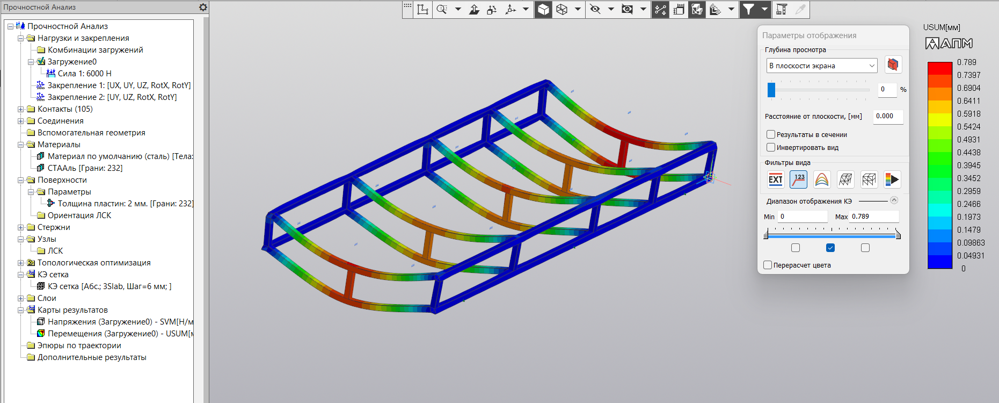 Прочностной Анализ
Прочностной Анализ
Нагрузки и закрепления
Комбинации загружений
Загружение0
Сила 1: 6000 Н
Закрепление 1: [UX, UY, UZ, RotX, RotY]
Закрепление 2: [UY, UZ, RotX, RotY]
Контакты (105)
Соединения
Вспомогательная геометрия
Материалы
Материал по умолчанию (сталь) [Тела:
СТААль [Грани: 232]
Поверхности
Параметры
Толщина пластин: 2 мм. [Грани: 232]
Ориентация ЛСК
Стержни
Узлы
ЛСК
Топологическая оптимизация
КЭ сетка
КЭ сетка [Абс.; 3Slab, Шаг=6 мм; ]
Слои
Карты результатов
Напряжения (Загружение0) - SVM[Н/м
Перемещения (Загружение0) - USUM[м
Эпюры по траектории
Дополнительные результаты
Параметры отображения
Глубина просмотра
В плоскости экрана
0 %
Расстояние от плоскости, [мм] 0.000
Результаты в сечении
Инвертировать вид
Фильтры вида
EXT 123
Диапазон отображения КЭ
Min 0 Max 0.789
Перерасчет цвета
USUM[мм]
АПМ
0.789
0.7397
0.6904
0.6411
0.5918
0.5424
0.4931
0.4438
0.3945
0.3452
0.2959
0.2466
0.1973
0.1479
0.09863
0.04931
0